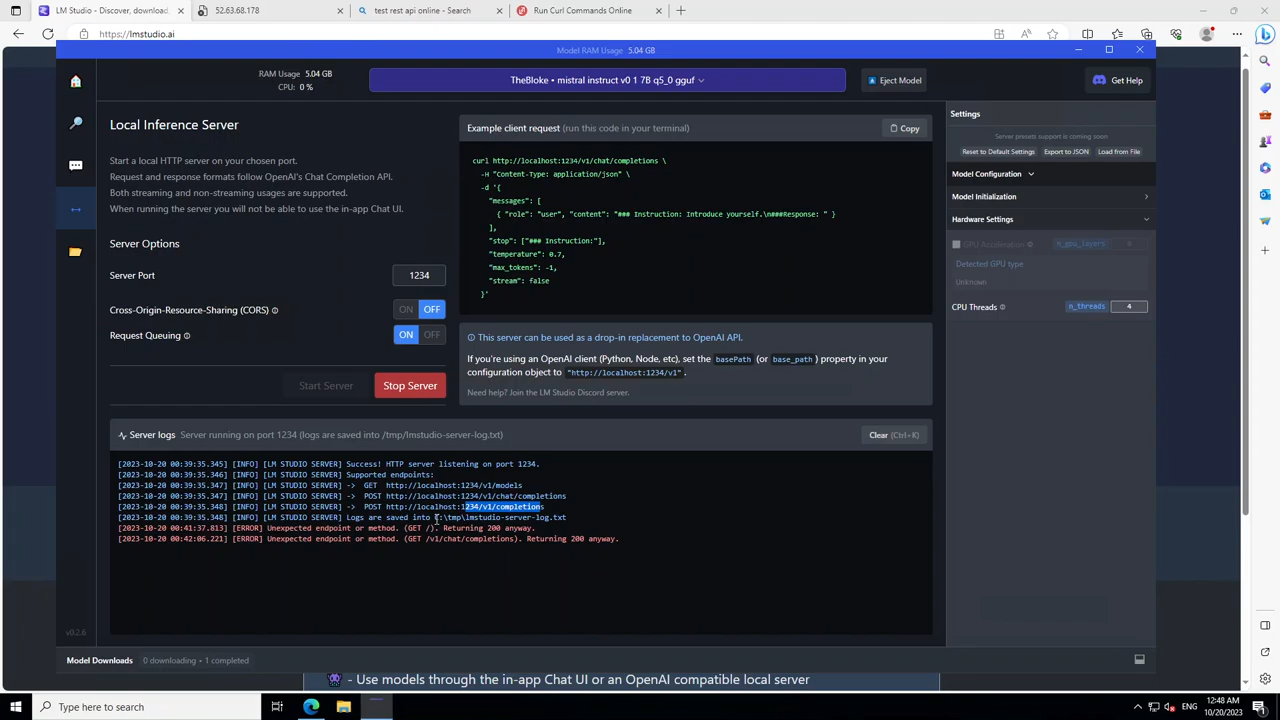 LM Studio - Discover, download,
52.63.68.178
test rest api online - Search
Run Curl Commands Online
https://lmstudio.ai
Model RAM Usage 5.04 GB
RAM Usage 5.04 GB
CPU: 0 %
TheBloke • mistral instruct v0 1 7B q5_0 gguf
Eject Model
Get Help
Local Inference Server
Start a local HTTP server on your chosen port.
Request and response formats follow OpenAI's Chat Completion API.
Both streaming and non-streaming usages are supported.
When running the server you will not be able to use the in-app Chat UI.
Server Options
Server Port
1234
Cross-Origin-Resource-Sharing (CORS)
ON OFF
Request Queuing
ON OFF
Start Server
Stop Server
Example client request (run this code in your terminal)
Copy
curl http://localhost:1234/v1/chat/completions \
-H "Content-Type: application/json" \
-d '{
"messages": [
{ "role": "user", "content": "### Instruction: Introduce yourself.\n###Response: " }
],
"stop": ["### Instruction:"],
"temperature": 0.7,
"max_tokens": -1,
"stream": false
}'
This server can be used as a drop-in replacement to OpenAI API.
If you're using an OpenAI client (Python, Node, etc), set the basePath (or base_path) property in your
configuration object to "http://localhost:1234/v1".
Need help? Join the LM Studio Discord server.
Settings
Server presets support is coming soon
Reset to Default Settings
Export to JSON
Load from File
Model Configuration
Model Initialization
Hardware Settings
GPU Acceleration
n_gpu_layers
0
Detected GPU type
Unknown
CPU Threads
n_threads
4
Server logs Server running on port 1234 (logs are saved into /tmp/lmstudio-server-log.txt)
Clear (Ctrl+K)
[2023-10-20 00:39:35.345] [INFO] [LM STUDIO SERVER] Success! HTTP server listening on port 1234.
[2023-10-20 00:39:35.346] [INFO] [LM STUDIO SERVER] Supported endpoints:
[2023-10-20 00:39:35.347] [INFO] [LM STUDIO SERVER] -> GET http://localhost:1234/v1/models
[2023-10-20 00:39:35.347] [INFO] [LM STUDIO SERVER] -> POST http://localhost:1234/v1/chat/completions
[2023-10-20 00:39:35.348] [INFO] [LM STUDIO SERVER] -> POST http://localhost:1234/v1/completions
[2023-10-20 00:39:35.348] [INFO] [LM STUDIO SERVER] Logs are saved into C:\tmp\lmstudio-server-log.txt
[2023-10-20 00:41:37.813] [ERROR] Unexpected endpoint or method. (GET /). Returning 200 anyway.
[2023-10-20 00:42:06.221] [ERROR] Unexpected endpoint or method. (GET /v1/chat/completions). Returning 200 anyway.
v0.2.6
Model Downloads 0 downloading • 1 completed
- Use models through the in-app Chat UI or an OpenAI compatible local server
Type here to search
ENG
12:48 AM
10/20/2023
1